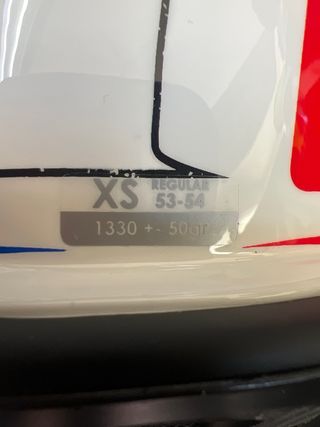 XS REGULAR
53-54
1330 +- 50gr